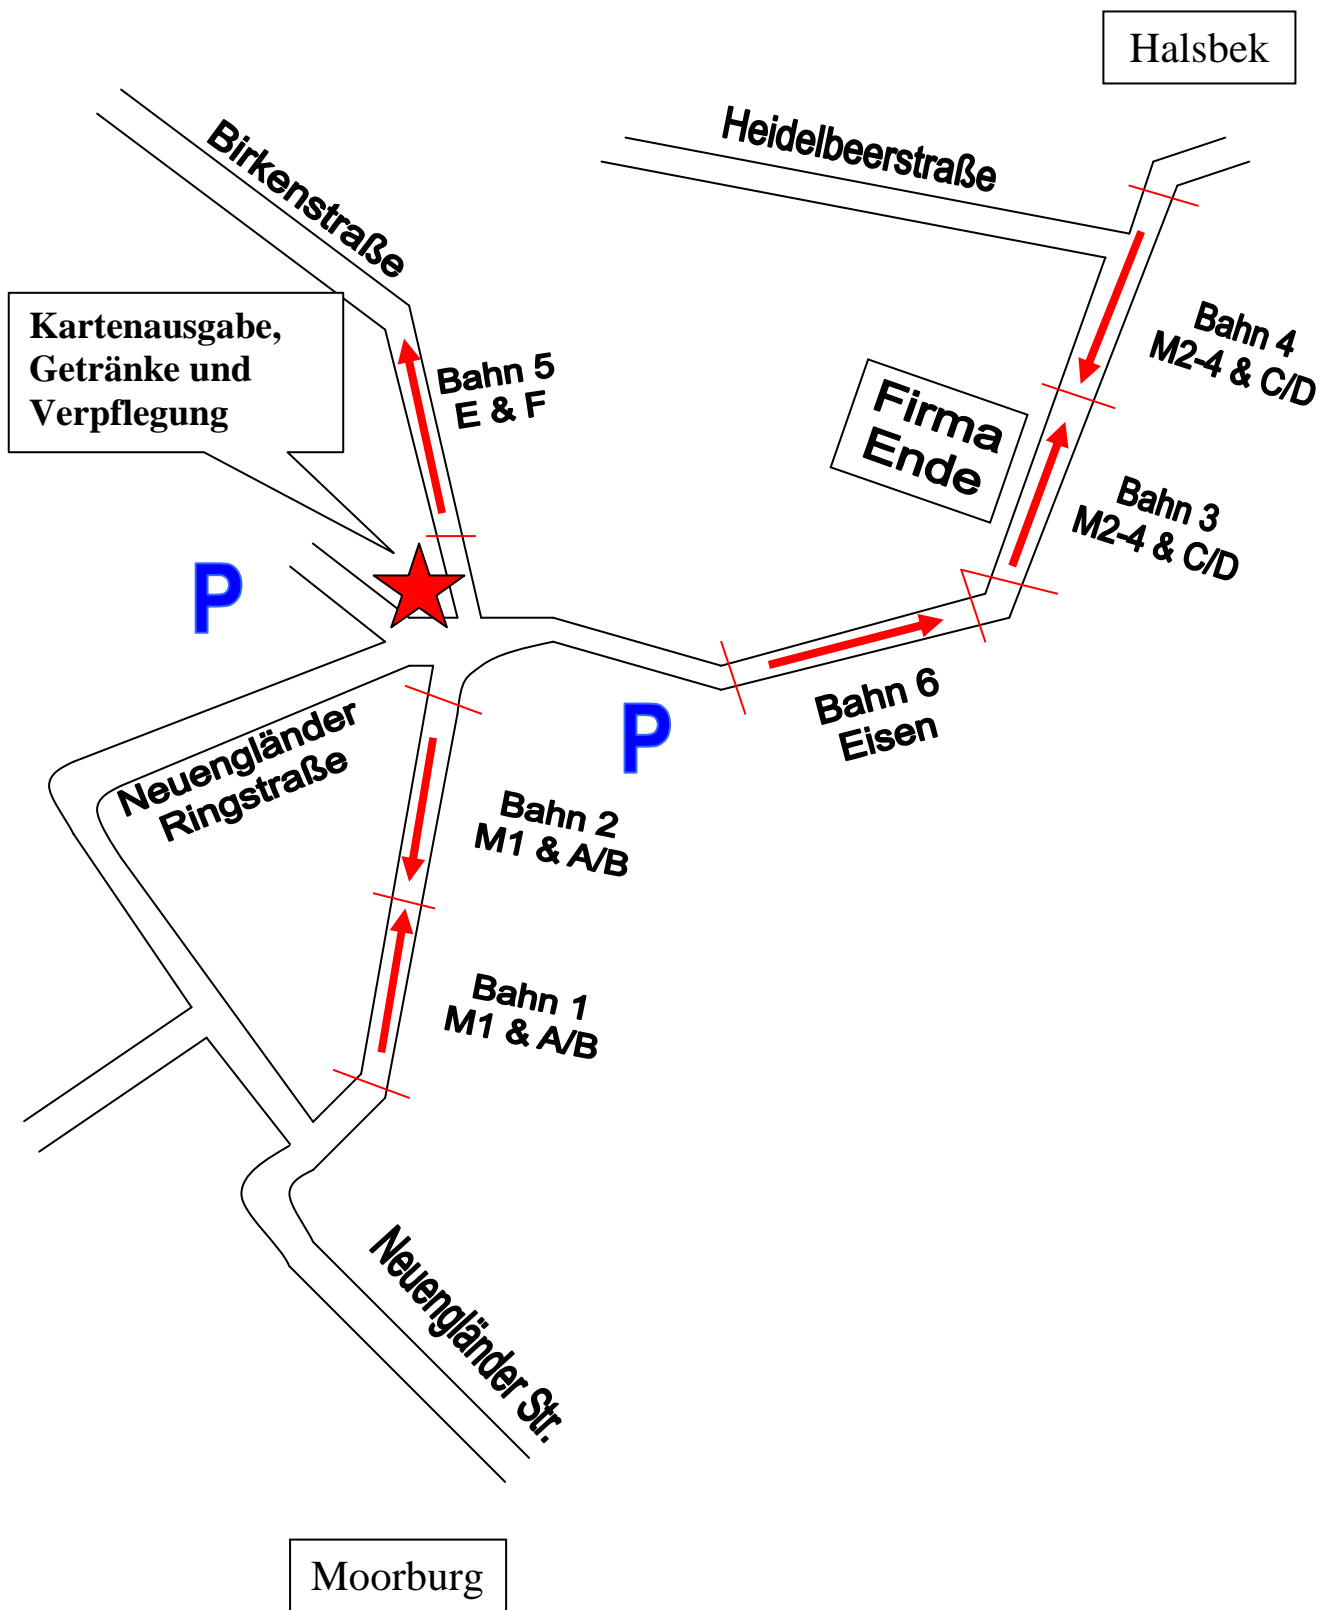 Halsbek
Heidelbeerstraße
Birkenstraße
Kartenausgabe,
Getränke und
Verpflegung
Bahn 5
E & F
Bahn 4
M2-4 & C/D
Firma
Ende
Bahn 3
M2-4 & C/D
P
P
Bahn 6
Eisen
Neuengländer
Ringstraße
Bahn 2
M1 & A/B
Bahn 1
M1 & A/B
Neuengländer Str.
Moorburg